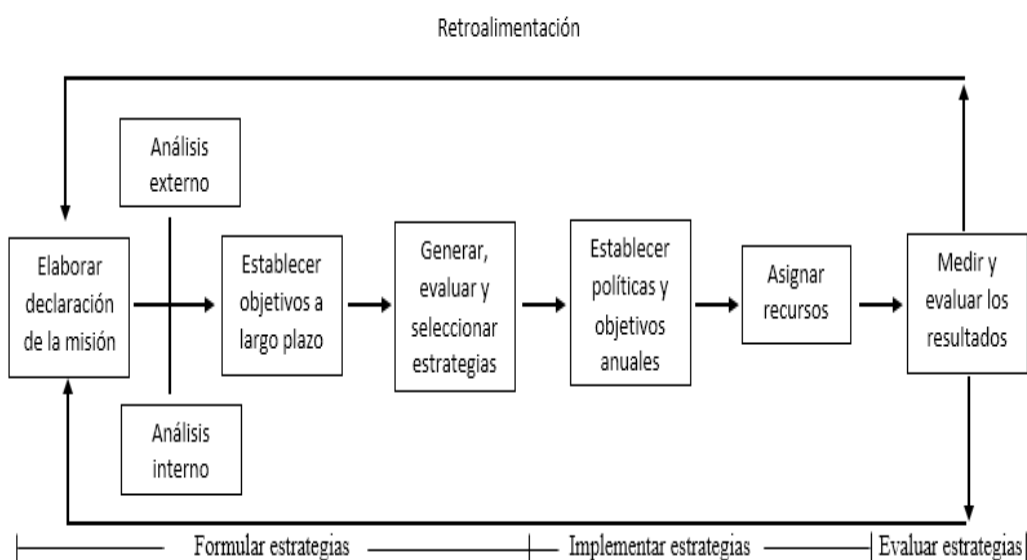 Retroalimentación
Análisis
externo
Elaborar
declaración
de la misión
Establecer
objetivos a
largo plazo
Generar,
evaluar y
seleccionar
estrategias
Establecer
políticas y
objetivos
anuales
Asignar
recursos
Medir y
evaluar los
resultados
Análisis
interno
Formular estrategias
Implementar estrategias
Evaluar estrategias